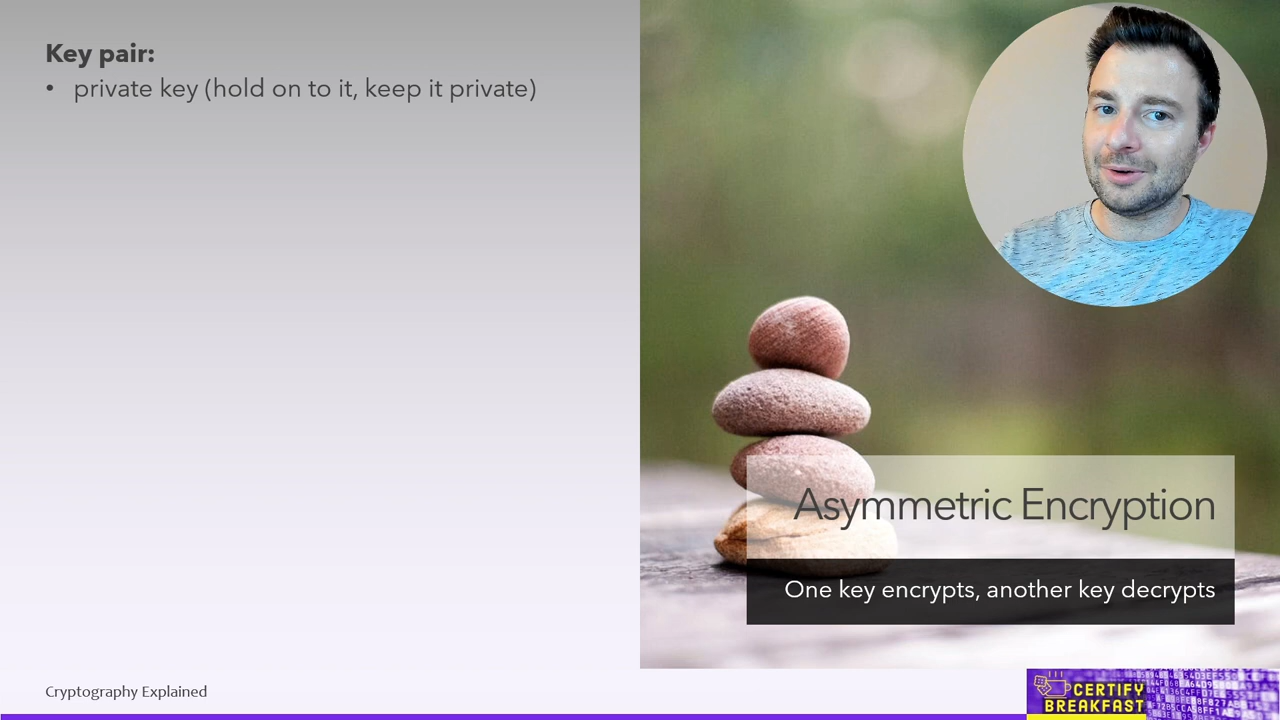 Key pair:
• private key (hold on to it, keep it private)
Asymmetric Encryption
One key encrypts, another key decrypts
Cryptography Explained
CERTIFY
BREAKFAST